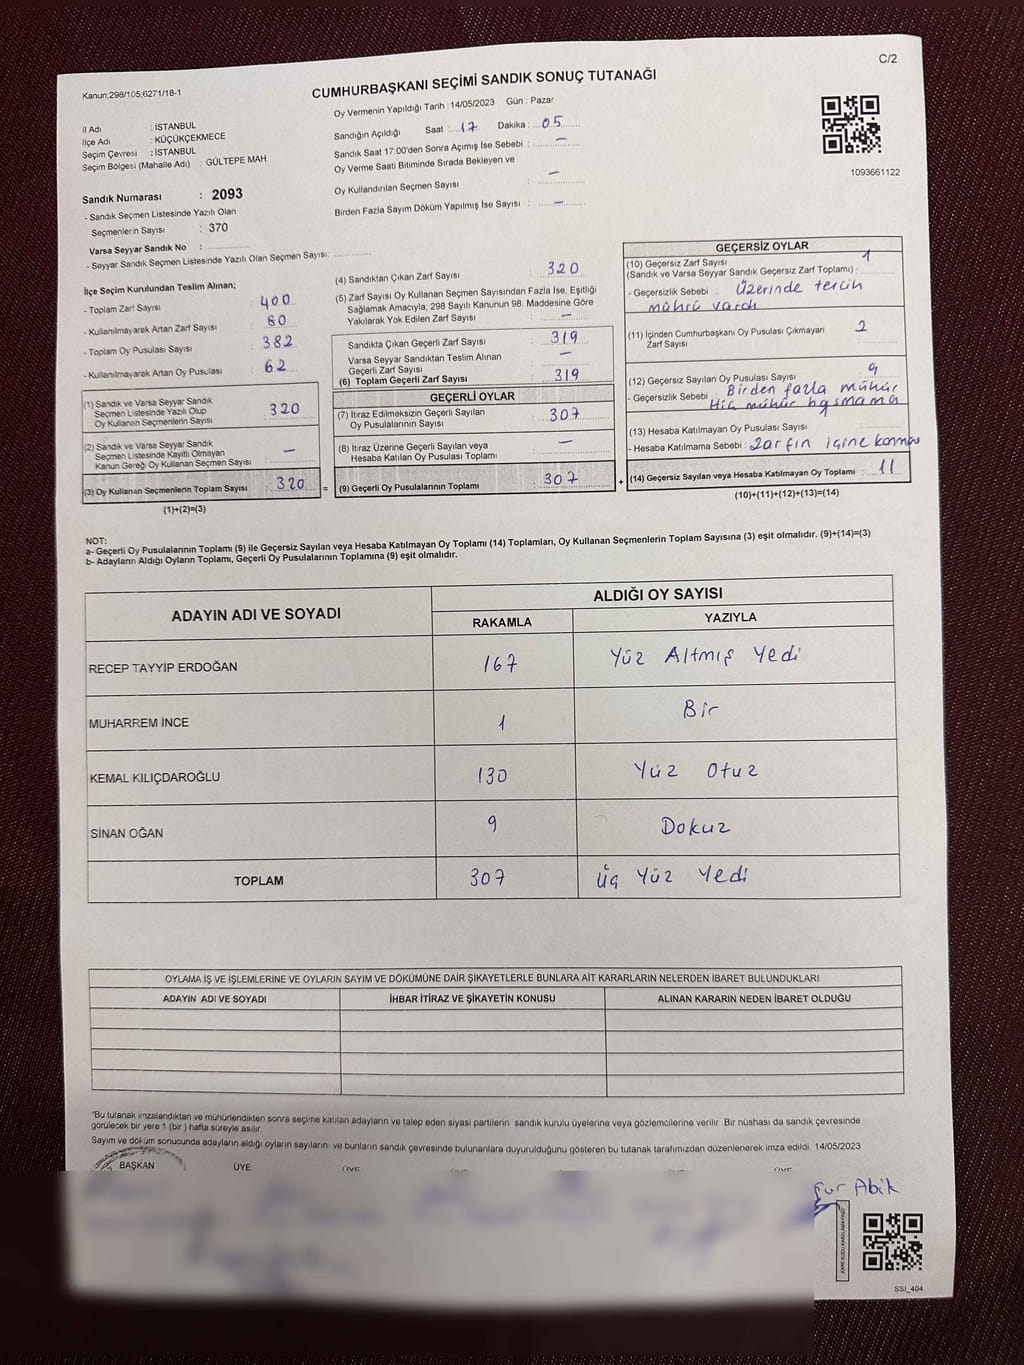 C/2
Kanun;298/105;6271/18-1
CUMHURBAŞKANI SEÇİMİ SANDIK SONUÇ TUTANAĞI
Oy Vermenin Yapıldığı Tarih : 14/05/2023 Gün : Pazar
İl Adı : İSTANBUL
İlçe Adı : KÜÇÜKÇEKMECE
Seçim Çevresi : İSTANBUL
Seçim Bölgesi (Mahalle Adı) : GÜLTEPE MAH.
Sandık Numarası : 2093
- Sandık Seçmen Listesinde Yazılı Olan
Seçmenlerin Sayısı : 370
Varsa Seyyar Sandık No :
- Seyyar Sandık Seçmen Listesinde Yazılı Olan Seçmen Sayısı:
Sandığın Açıldığı Saat : 17 Dakika : 05
Sandık Saat 17:00'den Sonra Açımış İse Sebebi : —
Oy Verme Saati Bitiminde Sırada Bekleyen ve
Oy Kullandırılan Seçmen Sayısı : —
Birden Fazla Sayım Döküm Yapılmış İse Sayısı : —
1093661122
İlçe Seçim Kurulundan Teslim Alınan;
- Toplam Zarf Sayısı : 400
- Kullanılmayarak Artan Zarf Sayısı : 80
- Toplam Oy Pusulası Sayısı : 382
- Kullanılmayarak Artan Oy Pusulası : 62
(1) Sandık ve Varsa Seyyar Sandık
Seçmen Listesinde Yazılı Olup
Oy Kullanan Seçmenlerin Sayısı : 320
(2) Sandık ve Varsa Seyyar Sandık
Seçmen Listesinde Kayıtlı Olmayan
Kanun Gereği Oy Kullanan Seçmen Sayısı : —
(3) Oy Kullanan Seçmenlerin Toplam Sayısı : 320
(1)+(2)=(3)
(4) Sandıktan Çıkan Zarf Sayısı : 320
(5) Zarf Sayısı Oy Kullanan Seçmen Sayısından Fazla İse, Eşitliği
Sağlamak Amacıyla; 298 Sayılı Kanunun 98. Maddesine Göre
Yakılarak Yok Edilen Zarf Sayısı : —
Sandıkta Çıkan Geçerli Zarf Sayısı : 319
Varsa Seyyar Sandıktan Teslim Alınan
Geçerli Zarf Sayısı : —
(6) Toplam Geçerli Zarf Sayısı : 319
GEÇERLİ OYLAR
(7) İtiraz Edilmeksizin Geçerli Sayılan
Oy Pusulasının Sayısı : 307
(8) İtiraz Üzerine Geçerli Sayılan veya
Hesaba Katılan Oy Pusulası Toplamı : —
= (9) Geçerli Oy Pusulalarının Toplamı : 307
GEÇERSİZ OYLAR
(10) Geçersiz Zarf Sayısı
(Sandık ve Varsa Seyyar Sandık Geçersiz Zarf Toplamı) : 1
- Geçersizlik Sebebi : Üzerinde tercih
mührü vardı
(11) İçinden Cumhurbaşkanı Oy Pusulası Çıkmayan
Zarf Sayısı : 2
(12) Geçersiz Sayılan Oy Pusulası Sayısı : 9
- Geçersizlik Sebebi : Birden fazla mühür
Hiç mühür basmama
(13) Hesaba Katılmayan Oy Pusulası Sayısı :
- Hesaba Katılmama Sebebi : Zarfın içine konmas
+ (14) Geçersiz Sayılan veya Hesaba Katılmayan Oy Toplamı : 11
(10)+(11)+(12)+(13)=(14)
NOT:
a- Geçerli Oy Pusulalarının Toplamı (9) ile Geçersiz Sayılan veya Hesaba Katılmayan Oy Toplamı (14) Toplamları, Oy Kullanan Seçmenlerin Toplam Sayısına (3) eşit olmalıdır. (9)+(14)=(3)
b- Adayların Aldığı Oyların Toplamı, Geçerli Oy Pusulalarının Toplamına (9) eşit olmalıdır.
ADAYIN ADI VE SOYADI ALDIĞI OY SAYISI
RAKAMLA YAZIYLA
RECEP TAYYİP ERDOĞAN 167 Yüz Altmış Yedi
MUHARREM İNCE 1 Bir
KEMAL KILIÇDAROĞLU 130 Yüz Otuz
SİNAN OĞAN 9 Dokuz
TOPLAM 307 Üç Yüz Yedi
OYLAMA İŞ VE İŞLEMLERİNE VE OYLARIN SAYIM VE DÖKÜMÜNE DAİR ŞİKAYETLERLE BUNLARA AİT KARARLARIN NELERDEN İBARET BULUNDUKLARI
ADAYIN ADI VE SOYADI İHBAR İTİRAZ VE ŞİKAYETİN KONUSU ALINAN KARARIN NEDEN İBARET OLDUĞU
"Bu tutanak imzalandıktan ve mühürlendikten sonra seçime katılan adayların ve talep eden siyasi partilerin sandık kurulu üyelerine veya gözlemcilerine verilir. Bir nüshası da sandık çevresinde
görülecek bir yere 1 (bir ) hafta süreyle asılır.
Sayım ve döküm sonucunda adayların aldığı oyların sayılarını ve bunların sandık çevresinde bulunanlara duyurulduğunu gösteren bu tutanak tarafımızdan düzenlenerek imza edildi. 14/05/2023
BAŞKAN ÜYE ÜYE
Abik
SSI_404